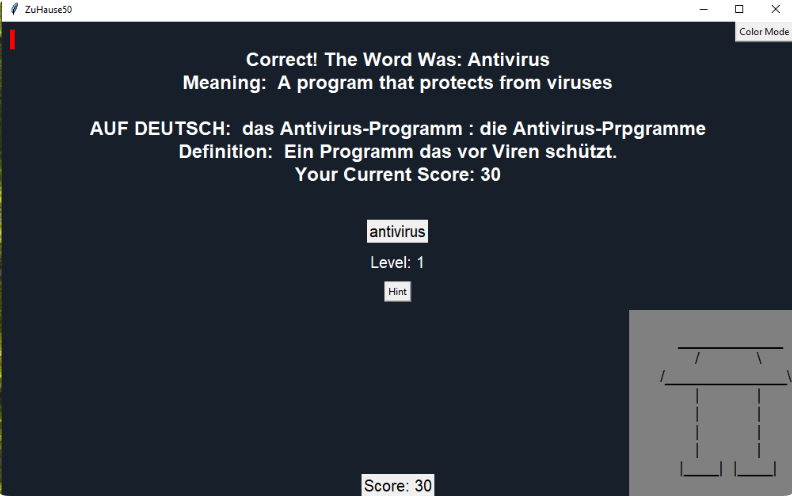 ZuHause50
Color Mode
Correct! The Word Was: Antivirus
Meaning:  A program that protects from viruses
AUF DEUTSCH:  das Antivirus-Programm : die Antivirus-Prpgramme
Definition:  Ein Programm das vor Viren schützt.
Your Current Score: 30
antivirus
Level: 1
Hint
Score: 30